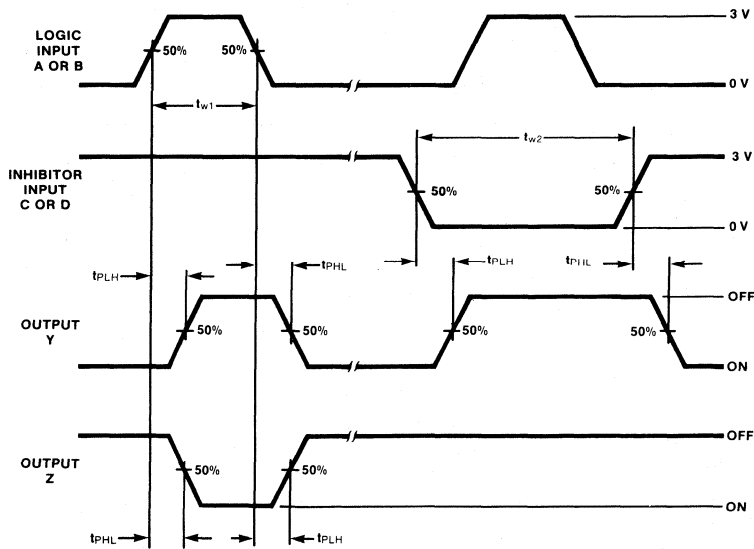 3 V
LOGIC
INPUT
A OR B
50%
50%
0 V
tw1
tw2
3 V
INHIBITOR
INPUT
C OR D
50%
50%
0 V
tPLH
tPHL
tPLH
tPHL
OFF
OUTPUT
Y
50%
50%
50%
50%
ON
OFF
OUTPUT
Z
50%
50%
ON
tPHL
tPLH